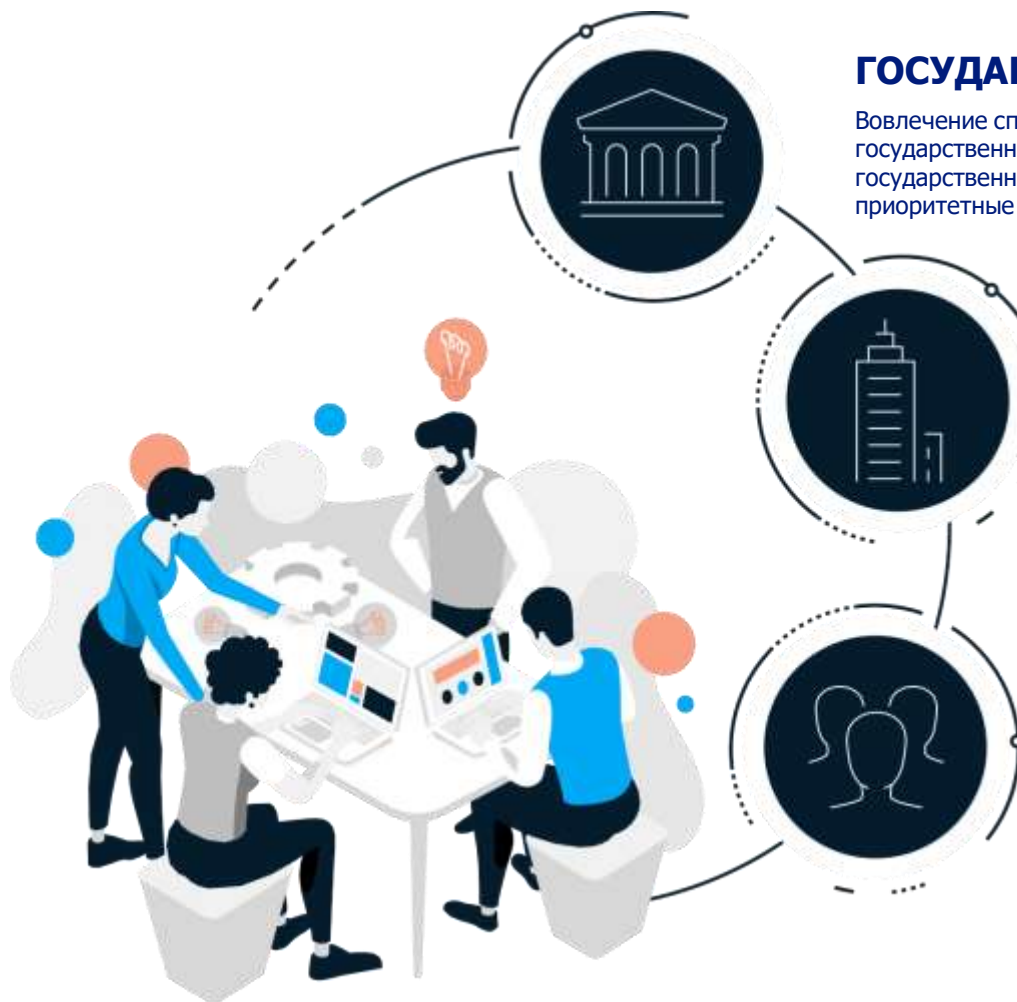 ГОСУДА
Вовлечение сп
государственн
государственн
приоритетные